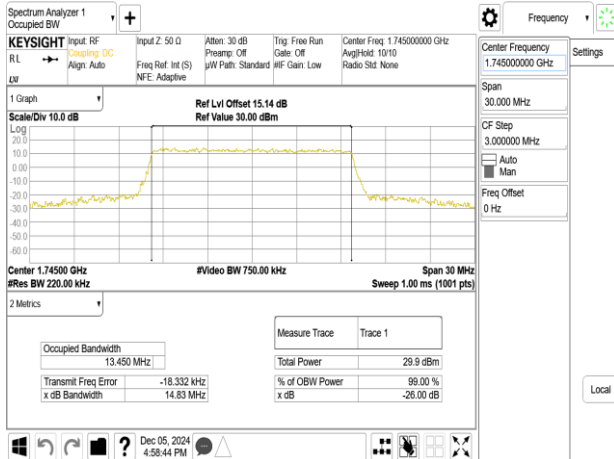 Spectrum Analyzer 1
Occupied BW
+
Frequency
KEYSIGHT
RL
LXI
Input: RF
Coupling: DC
Align: Auto
Input Z: 50 Ω
Freq Ref: Int (S)
NFE: Adaptive
Atten: 30 dB
Preamp: Off
µW Path: Standard
Trig: Free Run
Gate: Off
#IF Gain: Low
Center Freq: 1.745000000 GHz
Avg|Hold: 10/10
Radio Std: None
Center Frequency
1.745000000 GHz
Settings
Span
30.000 MHz
CF Step
3.000000 MHz
Auto
Man
Freq Offset
0 Hz
Local
1 Graph
Scale/Div 10.0 dB
Ref Lvl Offset 15.14 dB
Ref Value 30.00 dBm
Log
20.0
10.0
0.00
-10.0
-20.0
-30.0
-40.0
-50.0
-60.0
Center 1.74500 GHz
#Video BW 750.00 kHz
Span 30 MHz
#Res BW 220.00 kHz
Sweep 1.00 ms (1001 pts)
2 Metrics
Measure Trace
Trace 1
Occupied Bandwidth
13.450 MHz
Total Power
29.9 dBm
Transmit Freq Error
-18.332 kHz
% of OBW Power
99.00 %
x dB Bandwidth
14.83 MHz
x dB
-26.00 dB
?
Dec 05, 2024
4:58:44 PM